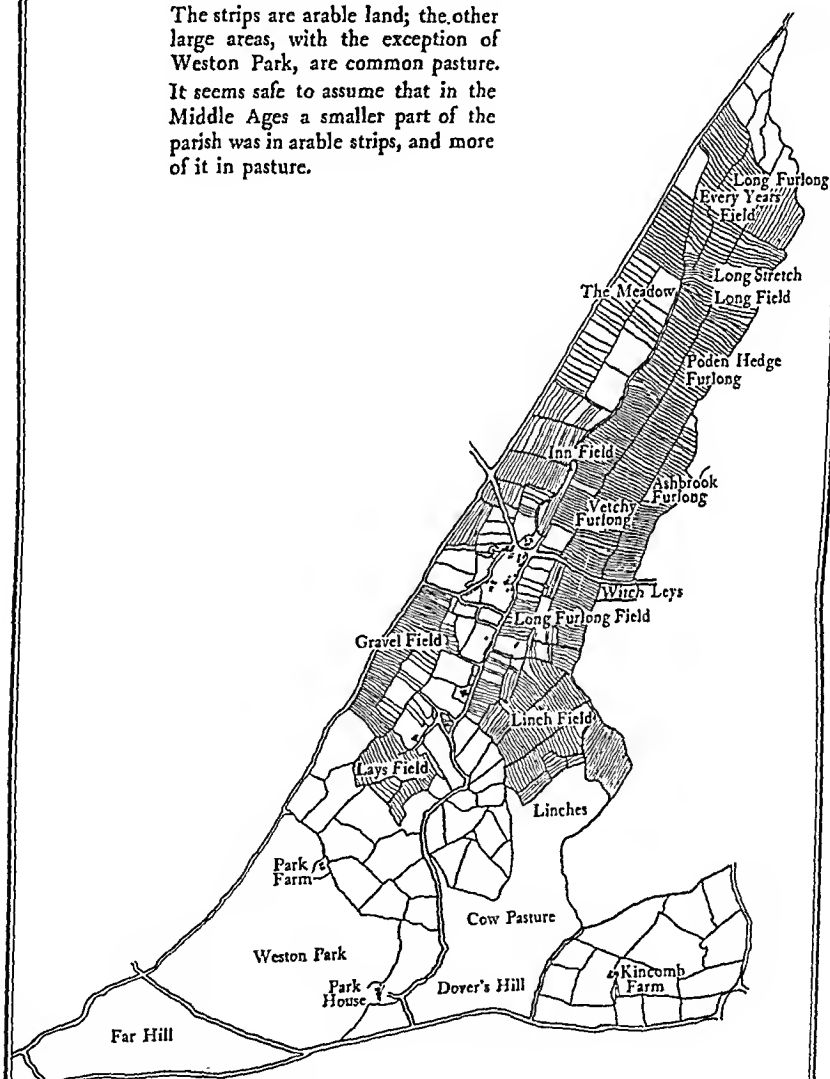 The strips are arable land; the other
large areas, with the exception of
Weston Park, are common pasture.
It seems safe to assume that in the
Middle Ages a smaller part of the
parish was in arable strips, and more
of it in pasture.
Long Furlong
Every Years
Field
Long Stretch
The Meadow
Long Field
Poden Hedge
Furlong
Inn Field
Ashbrook
Furlong
Vetchy
Furlong
Witch Leys
Long Furlong Field
Gravel Field
Linch Field
Lays Field
Linches
Park
Farm
Cow Pasture
Weston Park
Kincomb
Farm
Park
House
Dover's Hill
Far Hill